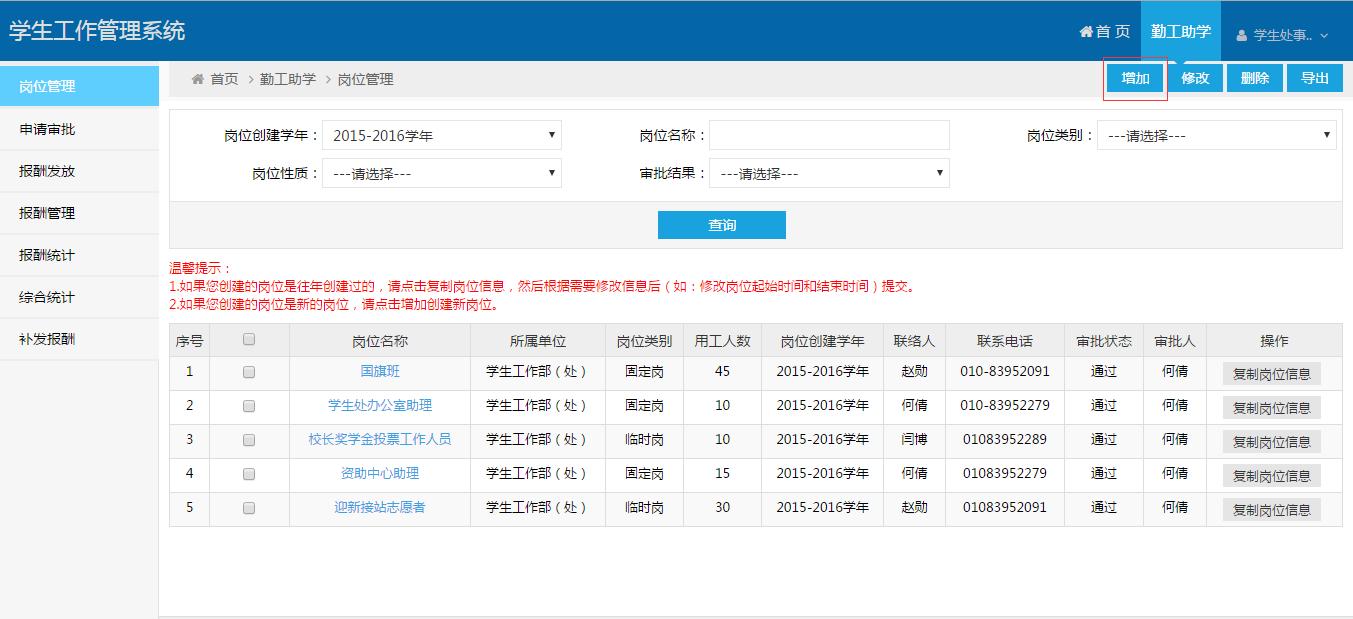 学生工作管理系统
首 页
勤工助学
学生处事..
岗位管理
申请审批
报酬发放
报酬管理
报酬统计
综合统计
补发报酬
首页 > 勤工助学 > 岗位管理
增加 修改 删除 导出
岗位创建学年： 2015-2016学年 岗位名称： 岗位类别： ---请选择---
岗位性质： ---请选择--- 审批结果： ---请选择---
查询
温馨提示：
1.如果您创建的岗位是往年创建过的，请点击复制岗位信息，然后根据需要修改信息后（如：修改岗位起始时间和结束时间）提交。
2.如果您创建的岗位是新的岗位，请点击增加创建新岗位。
序号 岗位名称 所属单位 岗位类别 用工人数 岗位创建学年 联络人 联系电话 审批状态 审批人 操作
1 国旗班 学生工作部（处） 固定岗 45 2015-2016学年 赵勋 010-83952091 通过 何倩 复制岗位信息
2 学生处办公室助理 学生工作部（处） 固定岗 10 2015-2016学年 何倩 010-83952279 通过 何倩 复制岗位信息
3 校长奖学金投票工作人员 学生工作部（处） 临时岗 10 2015-2016学年 闫博 01083952289 通过 何倩 复制岗位信息
4 资助中心助理 学生工作部（处） 固定岗 15 2015-2016学年 何倩 01083952279 通过 何倩 复制岗位信息
5 迎新接站志愿者 学生工作部（处） 临时岗 30 2015-2016学年 赵勋 01083952091 通过 何倩 复制岗位信息